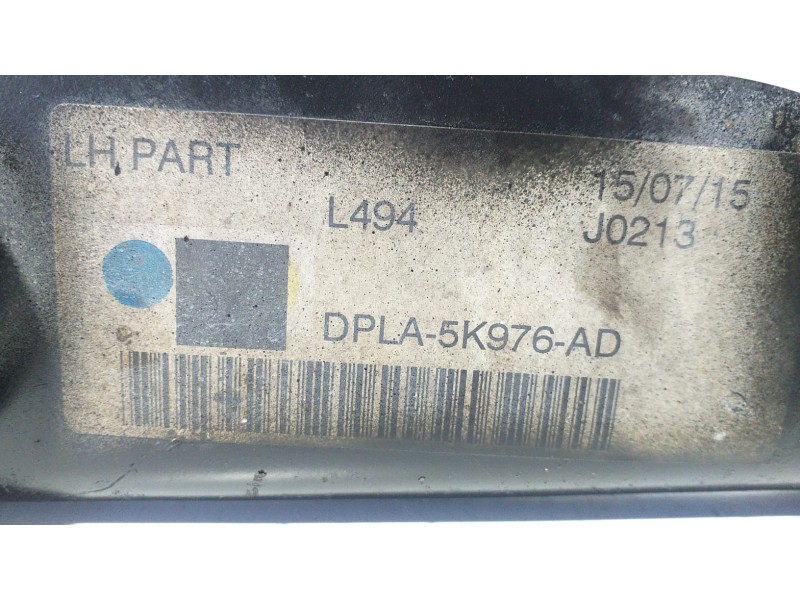 LH PART
15/07/15
L494
J0213
DPLA-5K976-AD